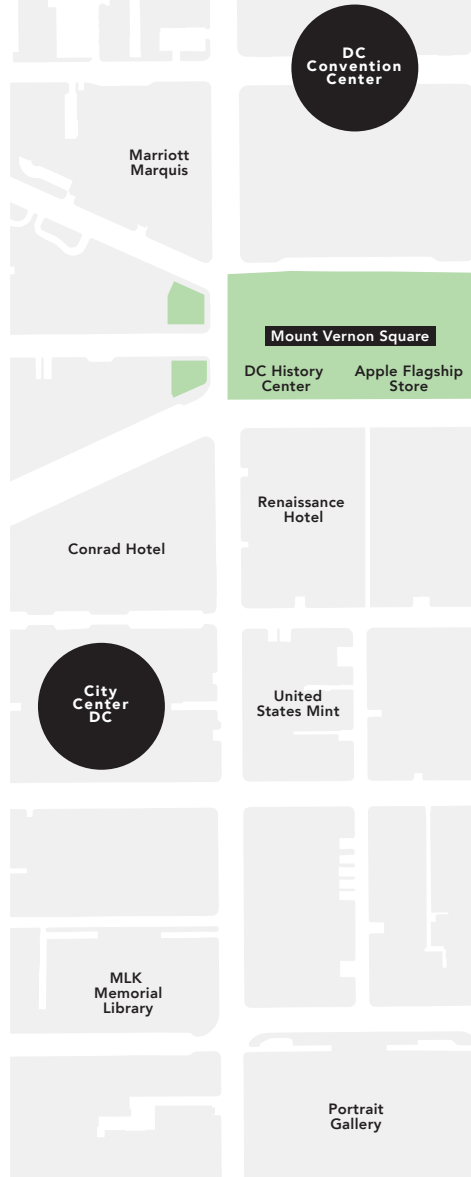 DC
Convention
Center
Marriott
Marquis
Mount Vernon Square
DC History
Center
Apple Flagship
Store
Renaissance
Hotel
Conrad Hotel
City
Center
DC
United
States Mint
MLK
Memorial
Library
Portrait
Gallery